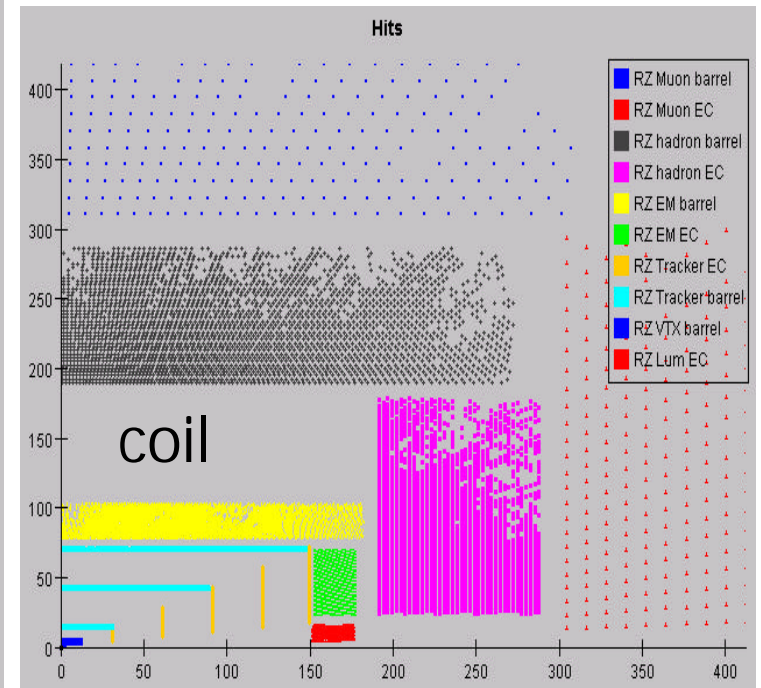 Hits
RZ Muon barrel
RZ Muon EC
RZ hadron barrel
RZ hadron EC
RZ EM barrel
RZ EM EC
RZ Tracker EC
RZ Tracker barrel
RZ VTX barrel
RZ Lum EC
coil
400
350
300
250
200
150
100
50
0
0 50 100 150 200 250 300 350 400